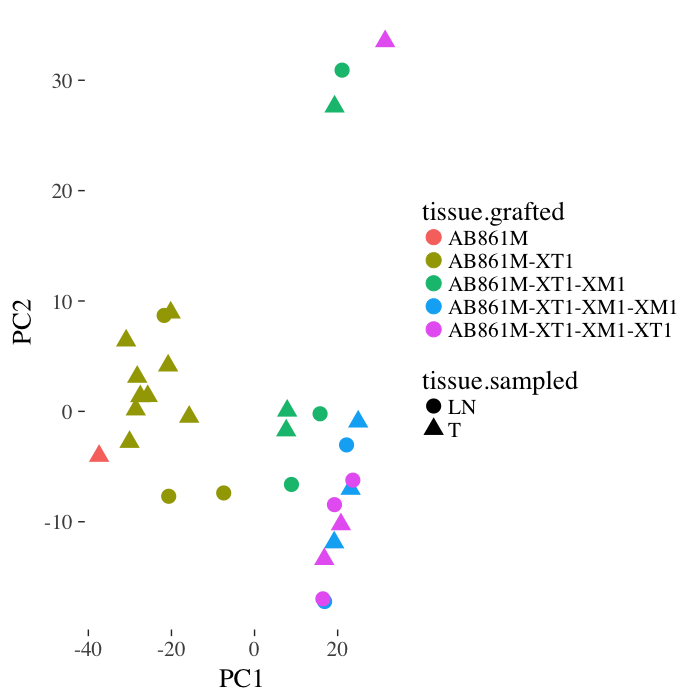 30
20
10
0
-10
-40
-20
0
20
PC1
PC2
tissue.grafted
AB861M
AB861M-XT1
AB861M-XT1-XM1
AB861M-XT1-XM1-XM1
AB861M-XT1-XM1-XT1
tissue.sampled
LN
T